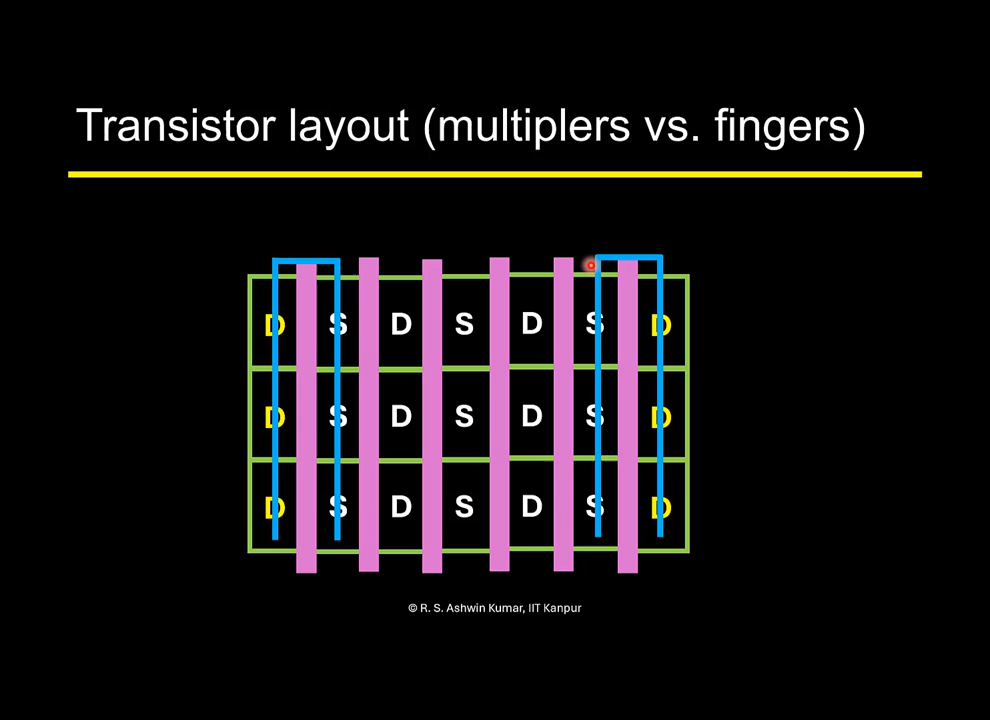 Transistor layout (multiplers vs. fingers)
D S D S D S D
D S D S D S D
D S D S D S D
© R. S. Ashwin Kumar, IIT Kanpur